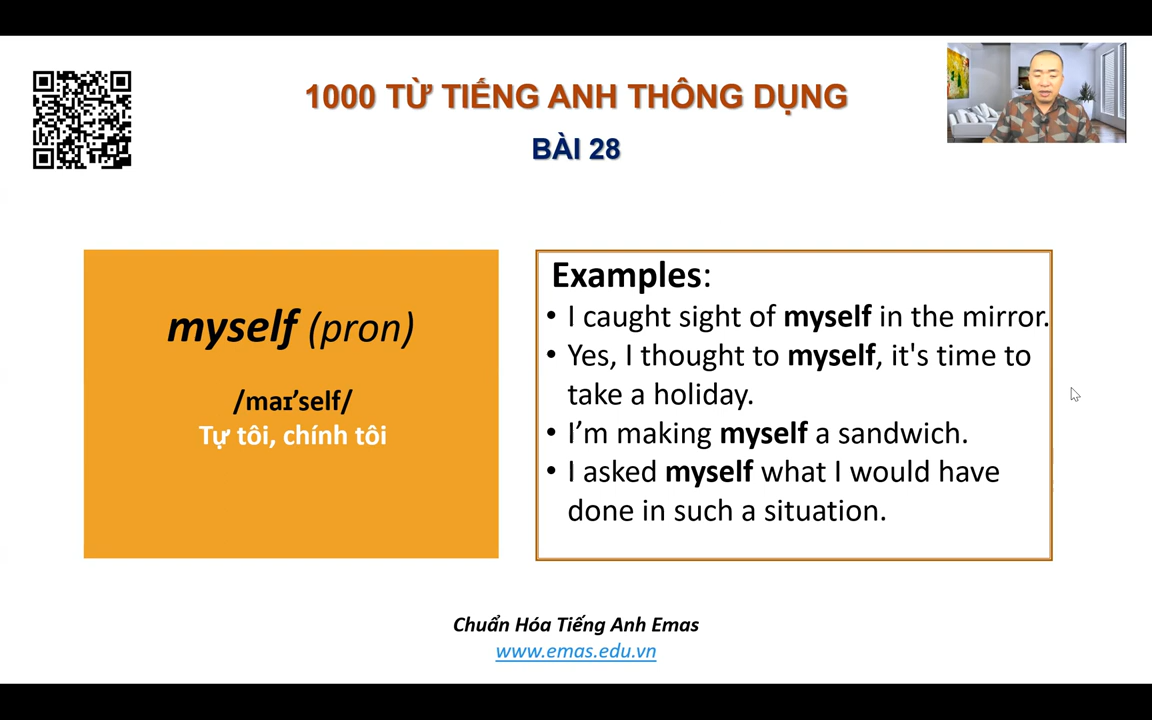 1000 TỪ TIẾNG ANH THÔNG DỤNG
BÀI 28
myself (pron)
/maɪ’self/
Tự tôi, chính tôi
Examples:
• I caught sight of myself in the mirror.
• Yes, I thought to myself, it's time to
take a holiday.
• I’m making myself a sandwich.
• I asked myself what I would have
done in such a situation.
Chuẩn Hóa Tiếng Anh Emas
www.emas.edu.vn